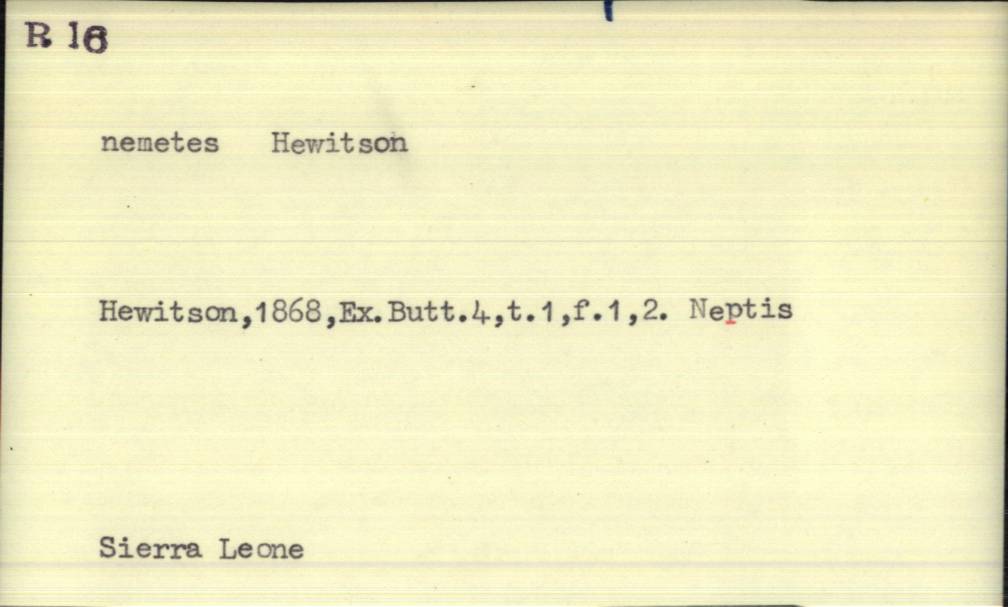 R 16
nemetes Hewitson
Hewitson,1868,Ex.Butt.4,t.1,f.1,2. Neptis
Sierra Leone